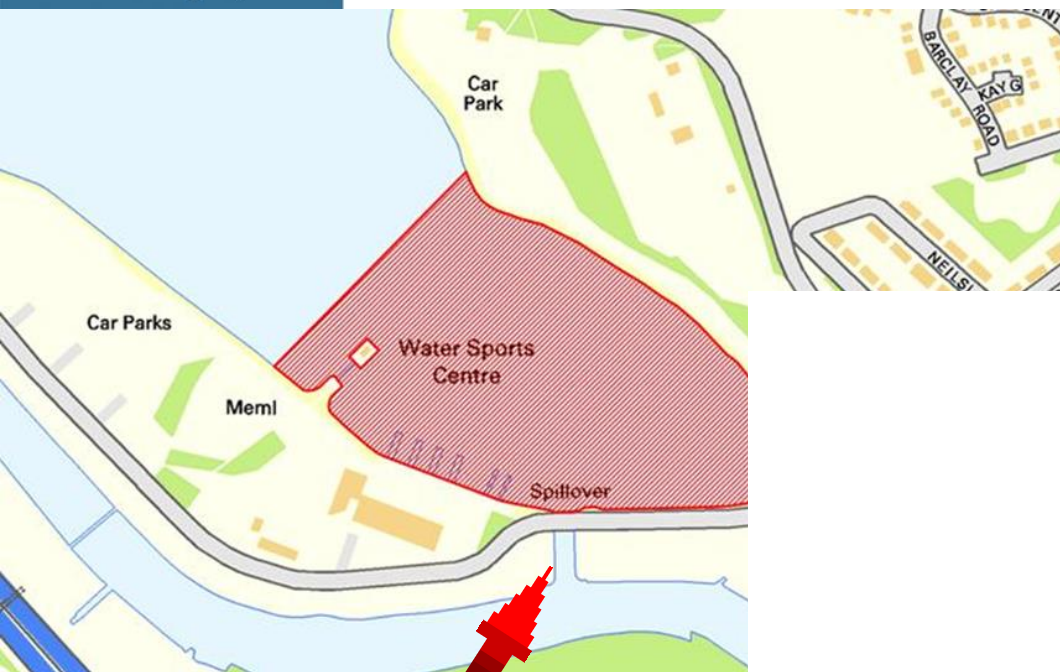 BARCLAY ROAD
KAY G
Car
Park
NEILS
Car Parks
Water Sports
Centre
Meml
Spillover